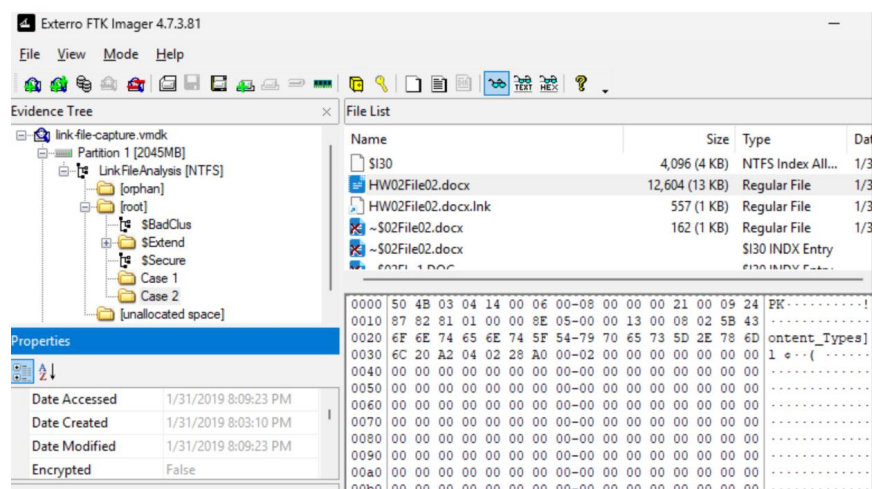 Exterro FTK Imager 4.7.3.81
File View Mode Help
Evidence Tree
link-file-capture.vmdk
Partition 1 [2045MB]
LinkFileAnalysis [NTFS]
[orphan]
[root]
$BadClus
$Extend
$Secure
Case 1
Case 2
[unallocated space]
Properties
Date Accessed 1/31/2019 8:09:23 PM
Date Created 1/31/2019 8:03:10 PM
Date Modified 1/31/2019 8:09:23 PM
Encrypted False
File List
Name Size Type Dat
$I30 4,096 (4 KB) NTFS Index All... 1/3
HW02File02.docx 12,604 (13 KB) Regular File 1/3
HW02File02.docx.lnk 557 (1 KB) Regular File 1/3
~$02File02.docx 162 (1 KB) Regular File 1/3
~$02File02.docx $I30 INDX Entry
0000 50 4B 03 04 14 00 06 00-08 00 00 00 21 00 09 24 PK··········!
0010 87 82 81 01 00 00 8E 05-00 00 13 00 08 02 5B 43 ·············
0020 6F 6E 74 65 6E 74 5F 54-79 70 65 73 5D 2E 78 6D ontent_Types]
0030 6C 20 A2 04 02 28 A0 00-02 00 00 00 00 00 00 00 l ¢··( ·······
0040 00 00 00 00 00 00 00 00-00 00 00 00 00 00 00 00 ·············
0050 00 00 00 00 00 00 00 00-00 00 00 00 00 00 00 00 ·············
0060 00 00 00 00 00 00 00 00-00 00 00 00 00 00 00 00 ·············
0070 00 00 00 00 00 00 00 00-00 00 00 00 00 00 00 00 ·············
0080 00 00 00 00 00 00 00 00-00 00 00 00 00 00 00 00 ·············
0090 00 00 00 00 00 00 00 00-00 00 00 00 00 00 00 00 ·············
00a0 00 00 00 00 00 00 00 00-00 00 00 00 00 00 00 00 ·············